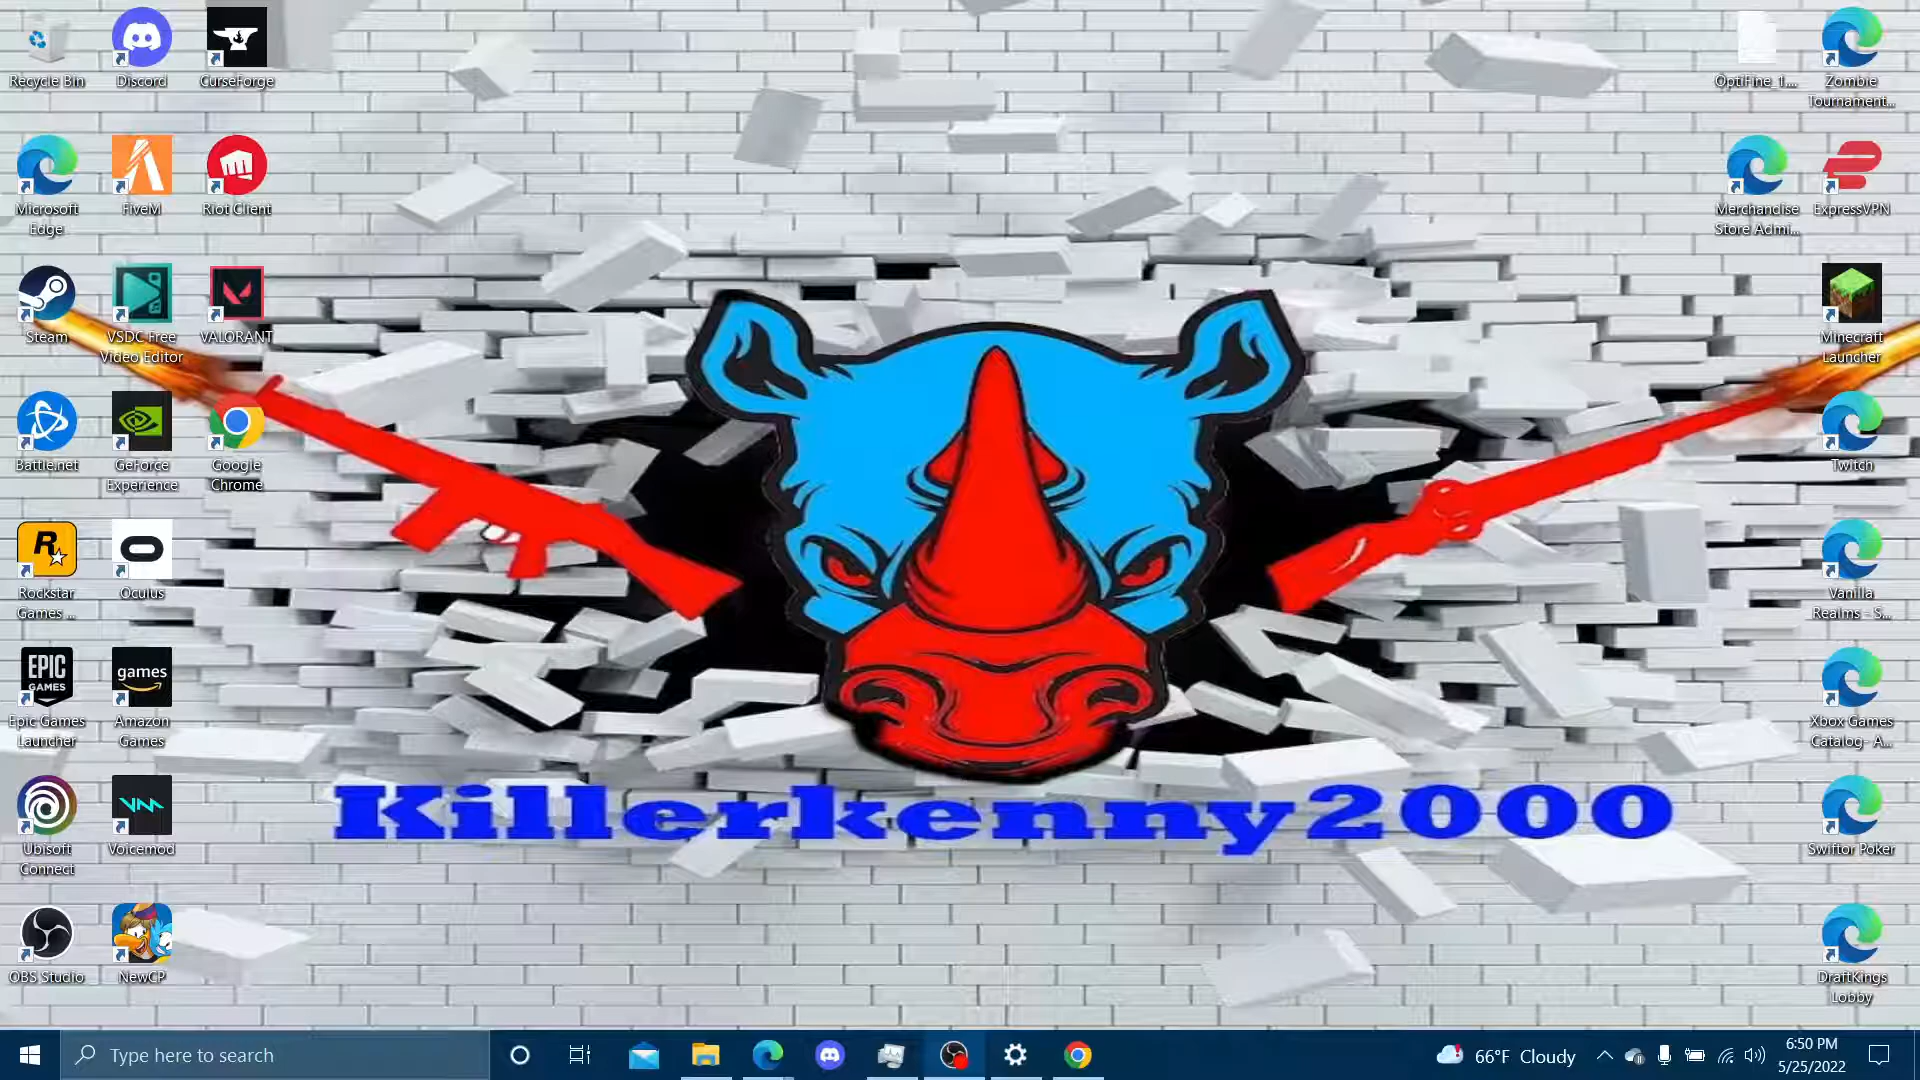 Recycle Bin
Discord
CurseForge
OptiFine_1....
Zombie
Tournament...
Microsoft
Edge
FiveM
Riot Client
Merchandise
Store Admi...
ExpressVPN
Steam
VSDC Free
Video Editor
VALORANT
Minecraft
Launcher
Battle.net
GeForce
Experience
Google
Chrome
Twitch
R
Rockstar
Games ...
Oculus
Vanilla
Realms - S...
EPIC
GAMES
Epic Games
Launcher
games
Amazon
Games
Xbox Games
Catalog- A...
Ubisoft
Connect
Voicemod
Killerkenny2000
Swiftor Poker
OBS Studio
NewCP
DraftKings
Lobby
Type here to search
66°F Cloudy
6:50 PM
5/25/2022